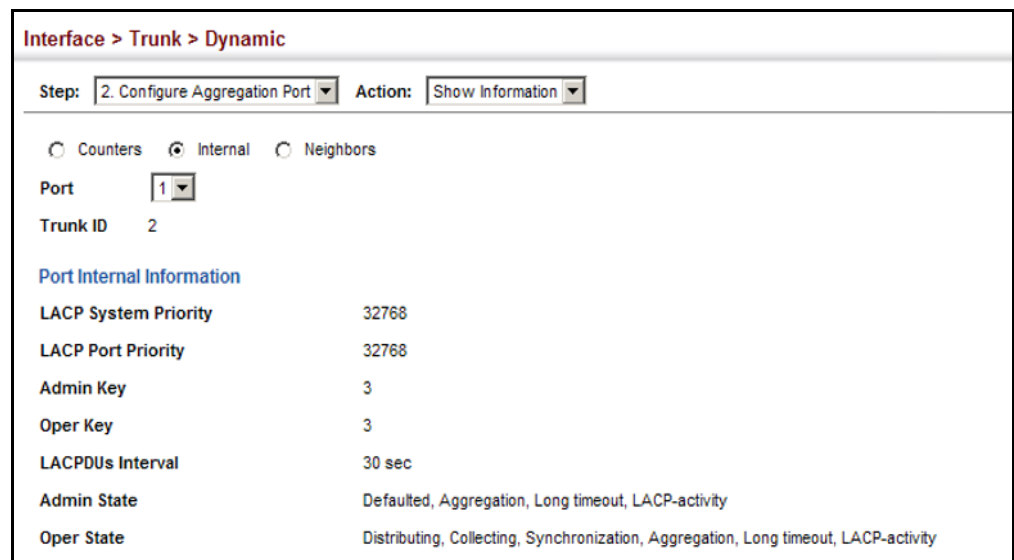 Interface > Trunk > Dynamic
Step: 2. Configure Aggregation Port Action: Show Information
Counters Internal Neighbors
Port 1
Trunk ID 2
Port Internal Information
LACP System Priority 32768
LACP Port Priority 32768
Admin Key 3
Oper Key 3
LACPDUs Interval 30 sec
Admin State Defaulted, Aggregation, Long timeout, LACP-activity
Oper State Distributing, Collecting, Synchronization, Aggregation, Long timeout, LACP-activity